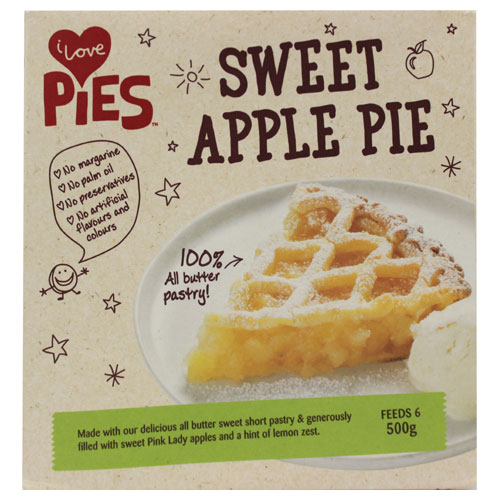 i love
PiES™
SWEET
APPLE PIE
No margarine
No palm oil
No preservatives
No artificial
flavours and
colours
100%
All butter
pastry!
Made with our delicious all butter sweet short pastry & generously
filled with sweet Pink Lady apples and a hint of lemon zest.
FEEDS 6
500g